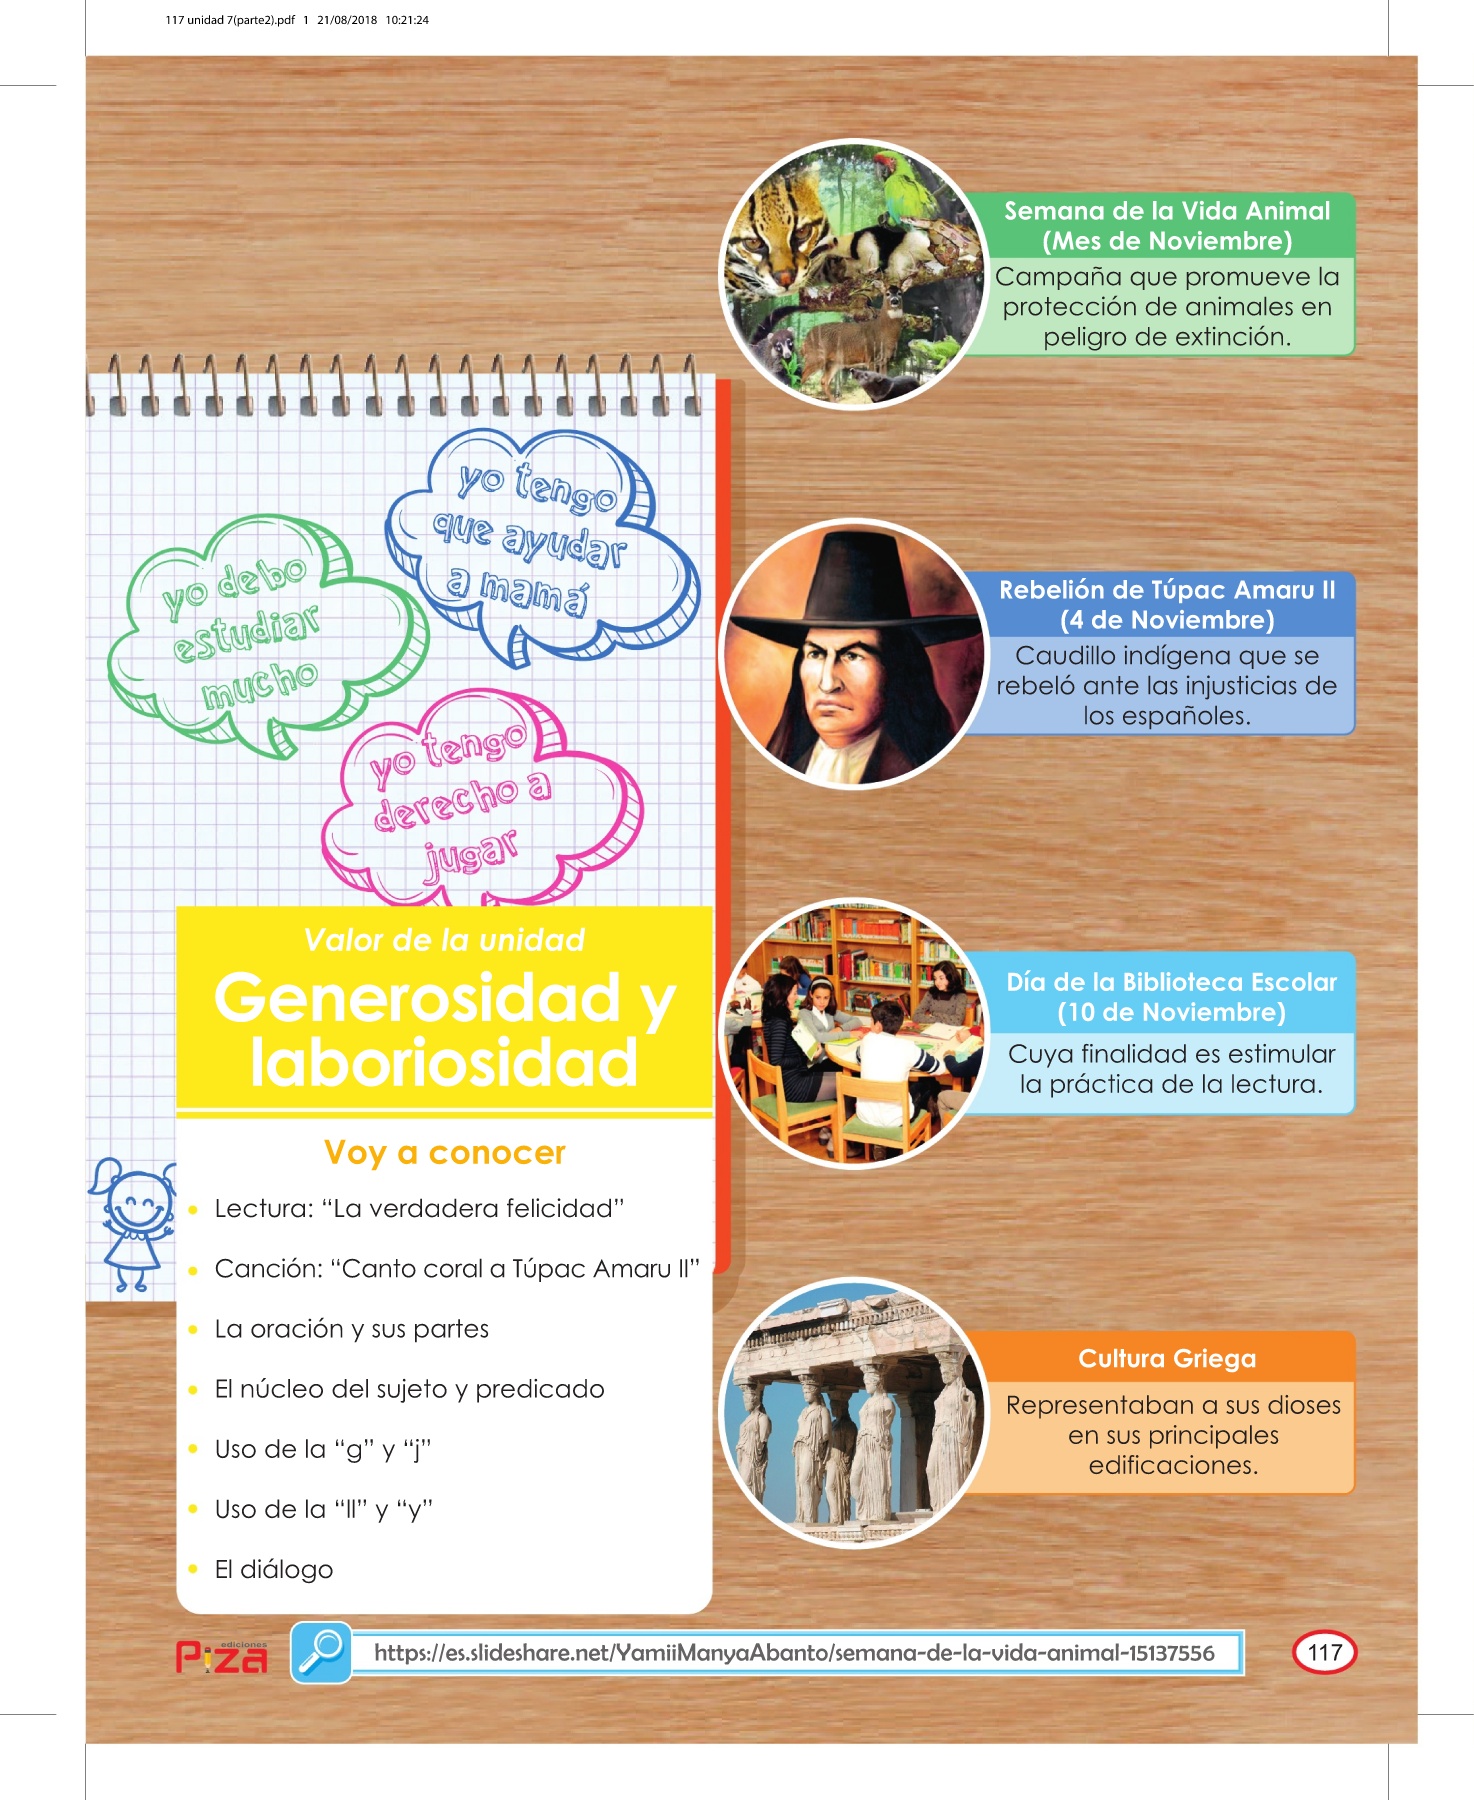 117 unidad 7(parte2).pdf 1 21/08/2018 10:21:24
yo tengo
que ayudar
a mamá
yo debo
estudiar
mucho
yo tengo
derecho a
jugar
Valor de la unidad
Generosidad y
laboriosidad
Voy a conocer
• Lectura: “La verdadera felicidad”
• Canción: “Canto coral a Túpac Amaru II”
• La oración y sus partes
• El núcleo del sujeto y predicado
• Uso de la “g” y “j”
• Uso de la “ll” y “y”
• El diálogo
Semana de la Vida Animal
(Mes de Noviembre)
Campaña que promueve la
protección de animales en
peligro de extinción.
Rebelión de Túpac Amaru II
(4 de Noviembre)
Caudillo indígena que se
rebeló ante las injusticias de
los españoles.
Día de la Biblioteca Escolar
(10 de Noviembre)
Cuya finalidad es estimular
la práctica de la lectura.
Cultura Griega
Representaban a sus dioses
en sus principales
edificaciones.
ediciones
Piza
https://es.slideshare.net/YamiiManyaAbanto/semana-de-la-vida-animal-15137556
117